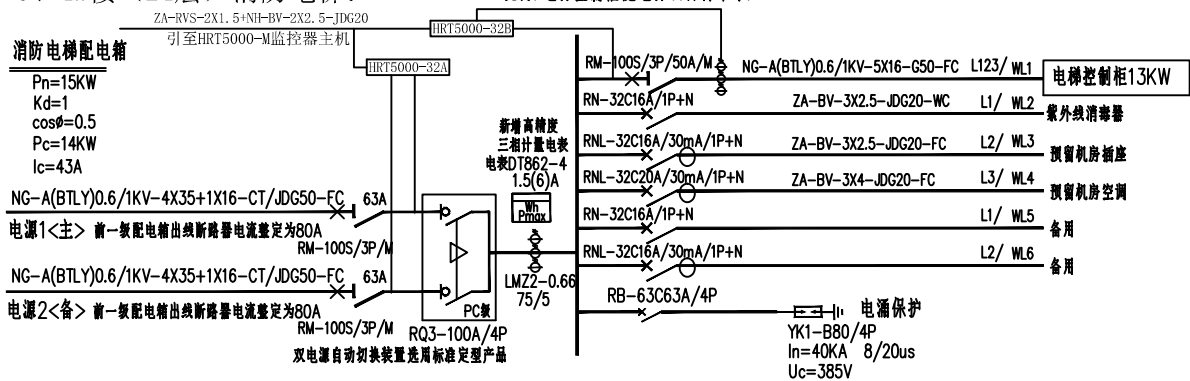 ZA-RVS-2X1.5+NH-BV-2X2.5-JDG20
引至HRT5000-M监控器主机
HRT5000-32B
HRT5000-32A
消防电梯配电箱
Pn=15KW
Kd=1
cosø=0.5
Pc=14KW
Ic=43A
NG-A(BTLY)0.6/1KV-4X35+1X16-CT/JDG50-FC
63A
电源1<主> 前一级配电箱出线断路器电流整定为80A
RM-100S/3P/M
NG-A(BTLY)0.6/1KV-4X35+1X16-CT/JDG50-FC
63A
电源2<备> 前一级配电箱出线断路器电流整定为80A
RM-100S/3P/M
PC级
RQ3-100A/4P
双电源自动切换装置选用标准定型产品
新增高精度
三相计量电表
电表DT862-4
1.5(6)A
Wh
Pmax
LMZ2-0.66
75/5
RM-100S/3P/50A/M NG-A(BTLY)0.6/1KV-5X16-G50-FC L123/ WL1 电梯控制柜13KW
RN-32C16A/1P+N ZA-BV-3X2.5-JDG20-WC L1/ WL2 紫外线消毒器
RNL-32C16A/30mA/1P+N ZA-BV-3X2.5-JDG20-FC L2/ WL3 预留机房插座
RNL-32C20A/30mA/1P+N ZA-BV-3X4-JDG20-FC L3/ WL4 预留机房空调
RN-32C16A/1P+N L1/ WL5 备用
RNL-32C16A/30mA/1P+N L2/ WL6 备用
RB-63C63A/4P 电涌保护
YK1-B80/4P
In=40KA 8/20us
Uc=385V